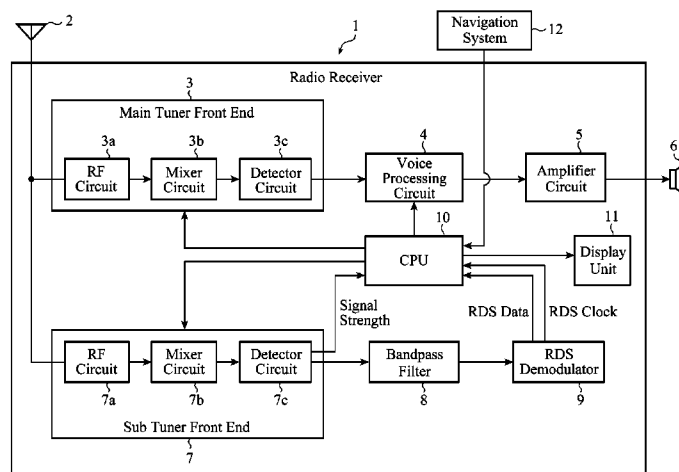 2
1
Navigation
System
12
Radio Receiver
3
Main Tuner Front End
3a
3b
3c
RF
Circuit
Mixer
Circuit
Detector
Circuit
4
Voice
Processing
Circuit
5
Amplifier
Circuit
6
10
CPU
11
Display
Unit
Signal
Strength
RDS Data
RDS Clock
RF
Circuit
Mixer
Circuit
Detector
Circuit
7a
7b
7c
Bandpass
Filter
8
RDS
Demodulator
9
Sub Tuner Front End
7